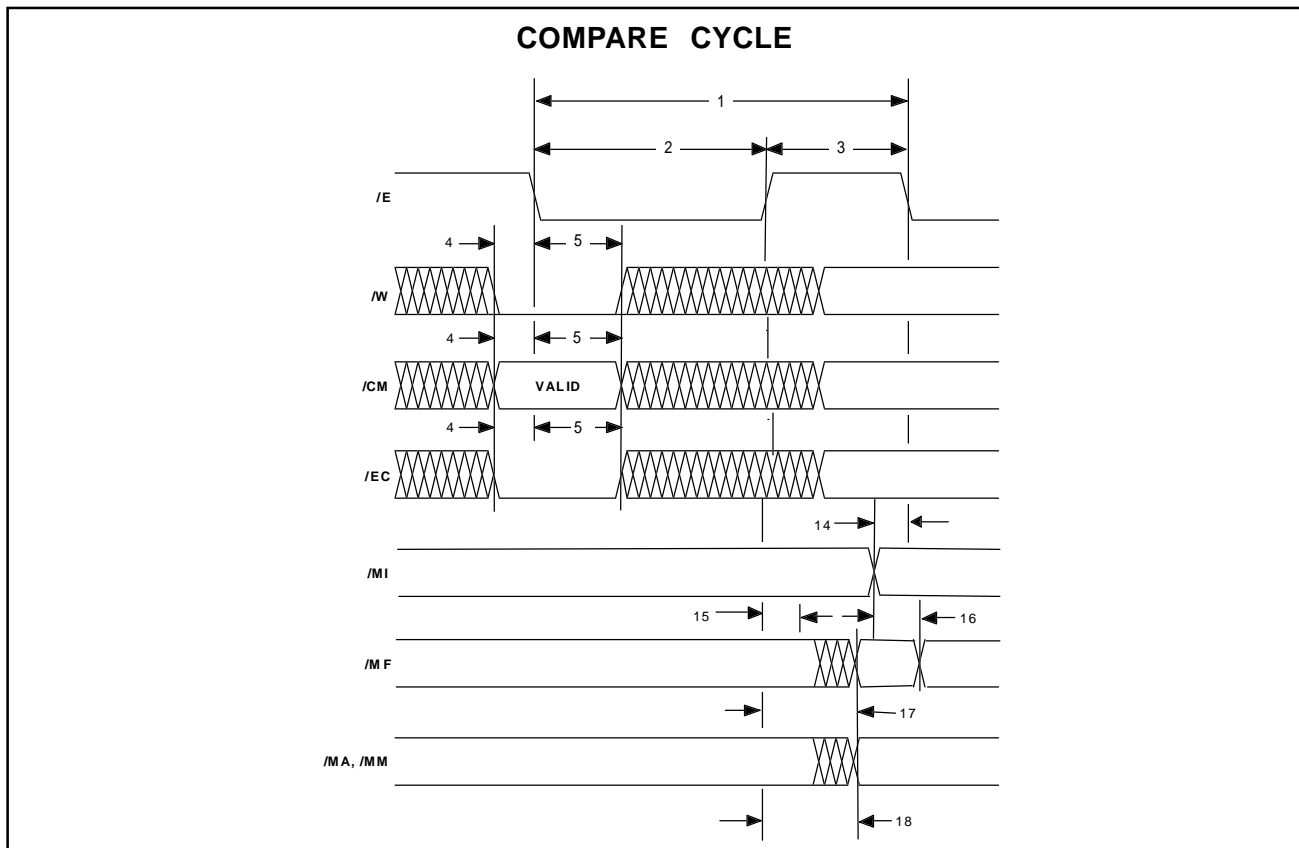 COMPARE CYCLE
1
2 3
/E
4 5
/W
4 5
/CM VALID
4 5
/EC
14
/MI
15 16
/MF
17
/MA, /MM
18